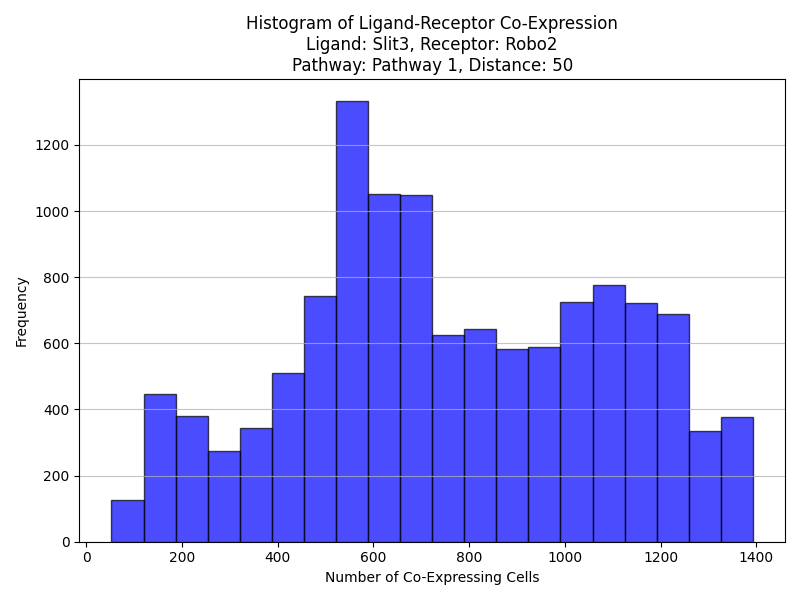 Histogram of Ligand-Receptor Co-Expression
Ligand: Slit3, Receptor: Robo2
Pathway: Pathway 1, Distance: 50
1200
1000
800
600
400
200
0
Frequency
0 200 400 600 800 1000 1200 1400
Number of Co-Expressing Cells